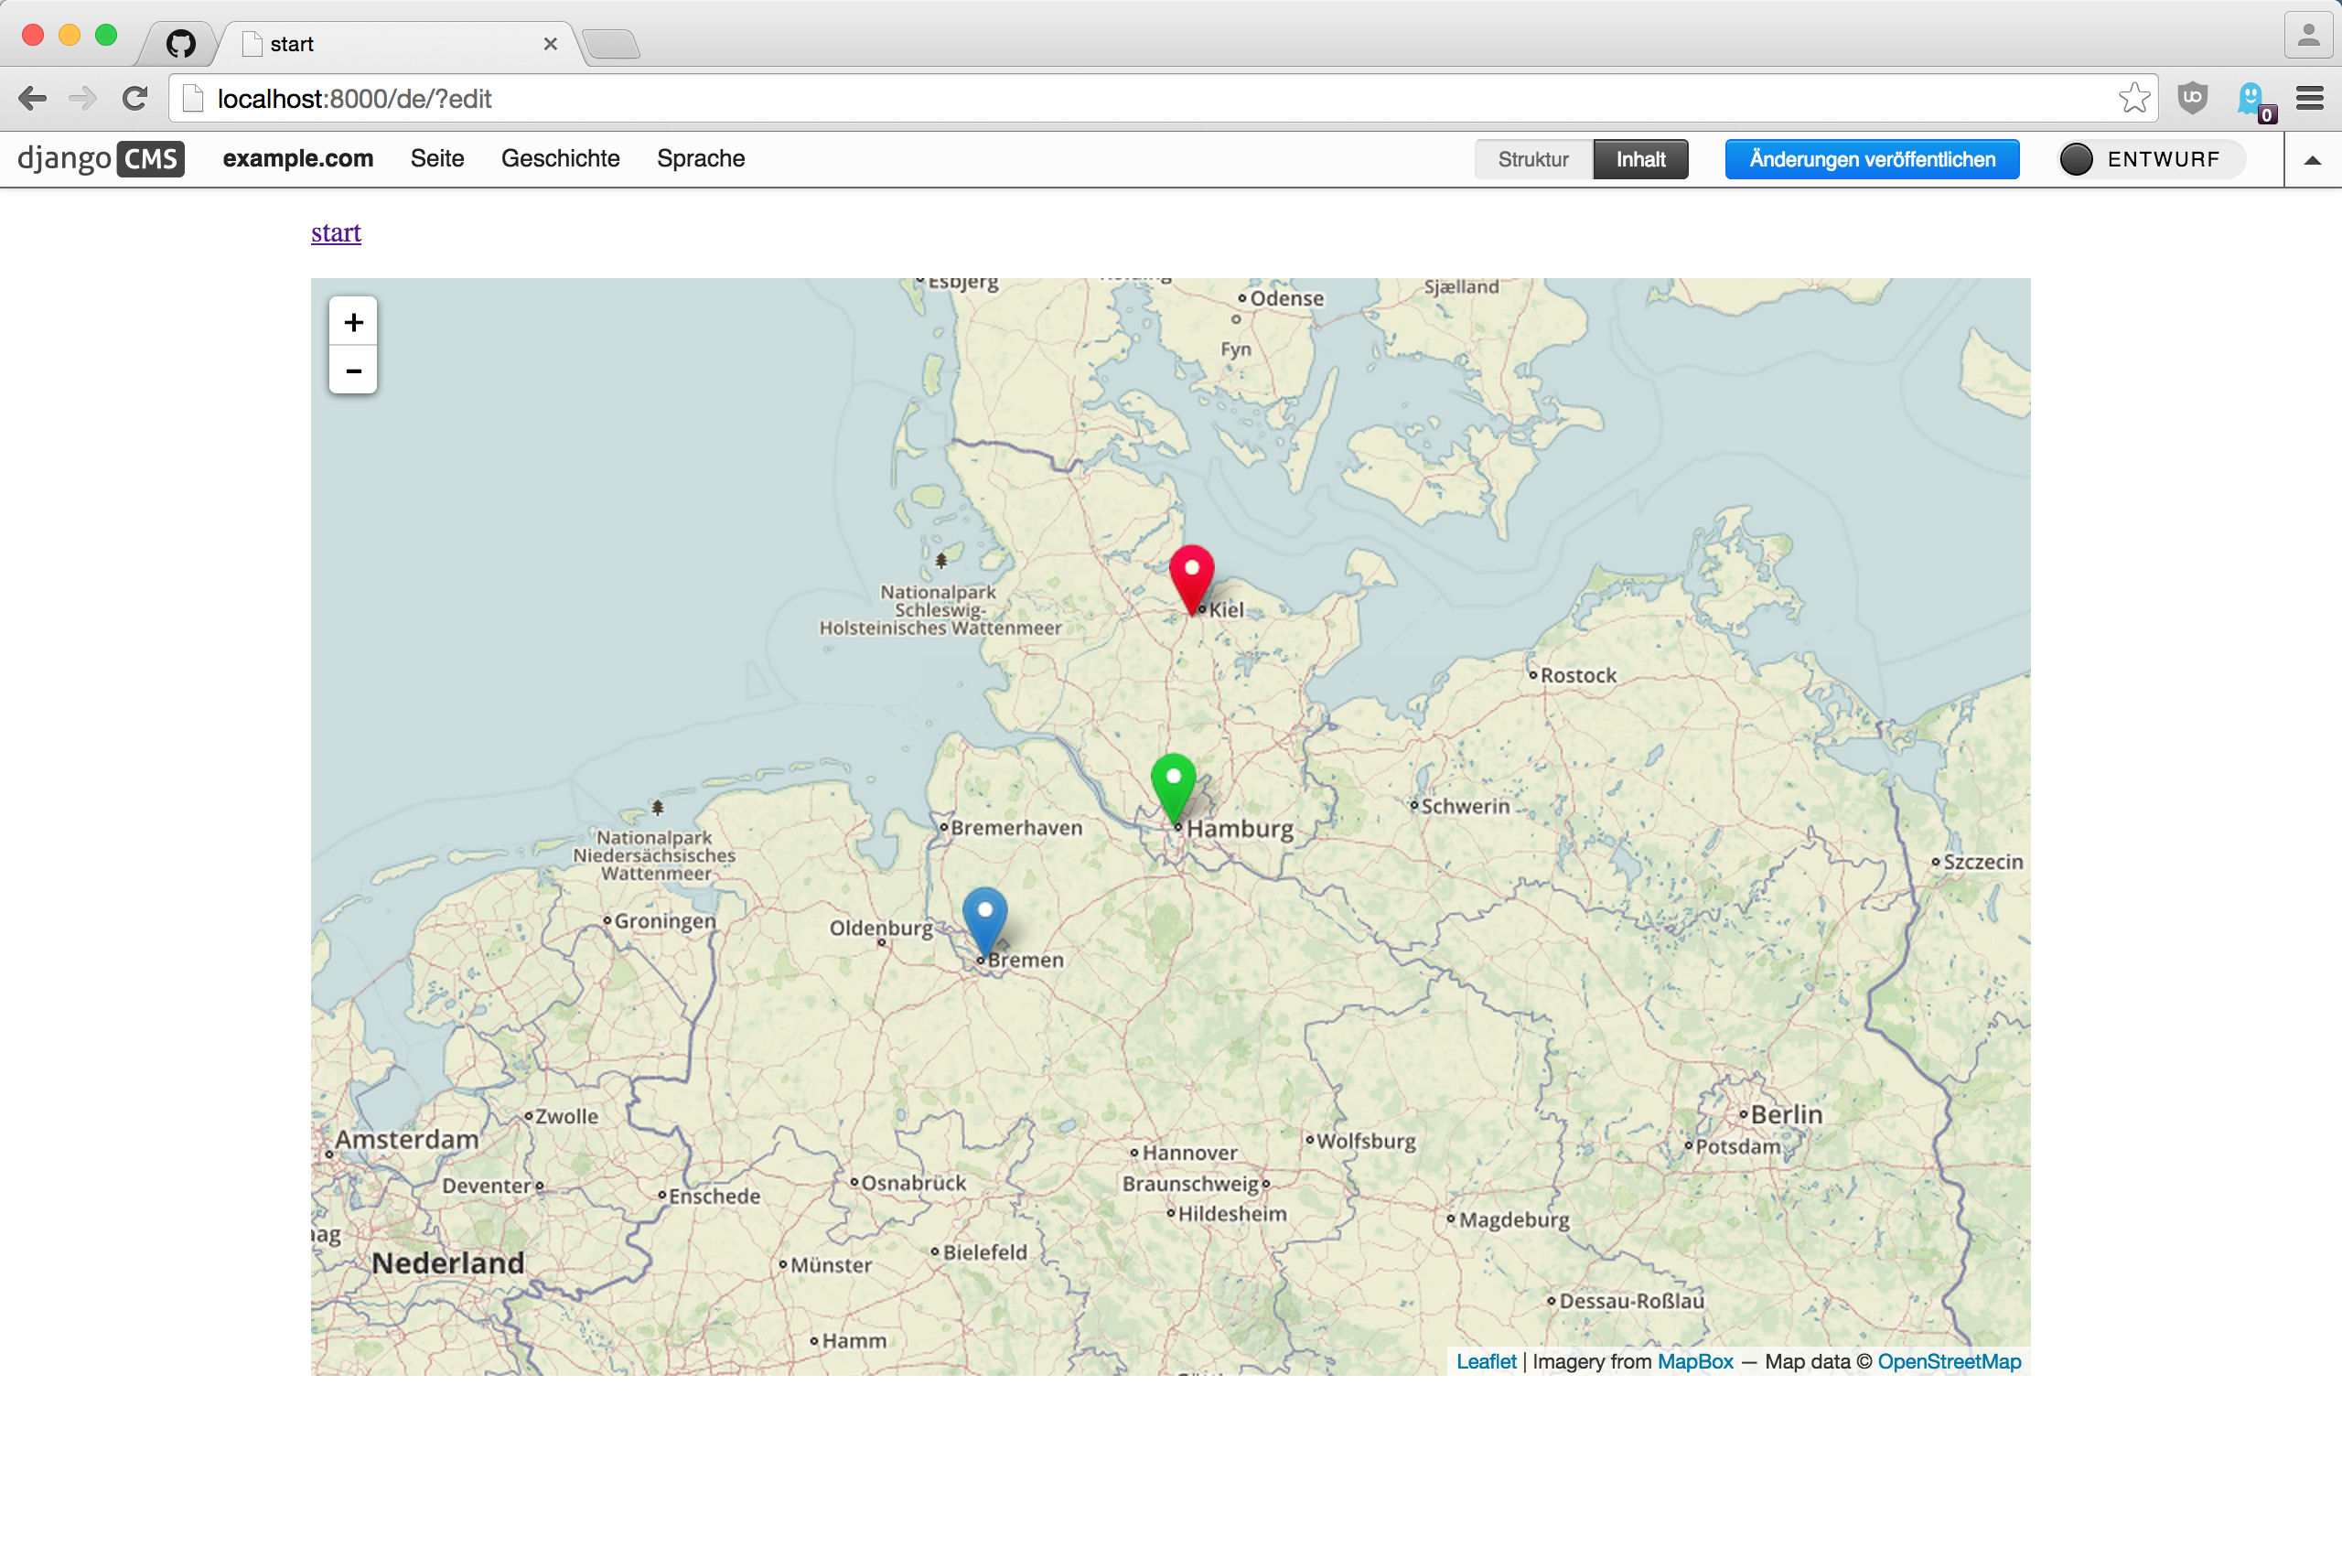 start
localhost:8000/de/?edit
0
django CMS example.com Seite Geschichte Sprache Struktur Inhalt Änderungen veröffentlichen ENTWURF
start
+
−
Esbjerg
Odense
Sjælland
Fyn
Nationalpark
Schleswig-
Holsteinisches Wattenmeer
Kiel
Rostock
Schwerin
Bremerhaven
Hamburg
Nationalpark
Niedersächsisches
Wattenmeer
Szczecin
Groningen
Oldenburg
Bremen
Zwolle
Berlin
Amsterdam
Wolfsburg
Potsdam
Hannover
Deventer
Enschede
Osnabrück
Braunschweig
Hildesheim
Magdeburg
aag
Nederland
Münster
Bielefeld
Dessau-Roßlau
Hamm
Leaflet | Imagery from MapBox — Map data © OpenStreetMap